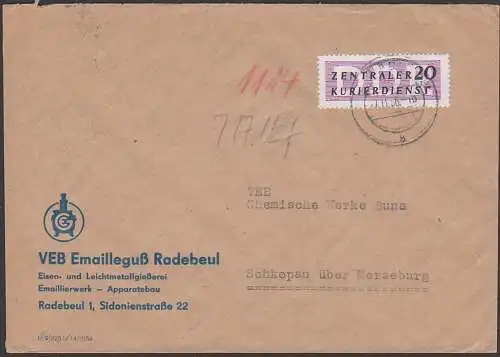 1124
ZENTRALER 20
KURIERDIENST
VEB
Chemische Werke Buna
Schkopau über Merseburg
VEB Emailleguß Radebeul
Eisen- und Leichtmetallgießerei
Emaillierwerk – Apparatebau
Radebeul 1, Sidonienstraße 22